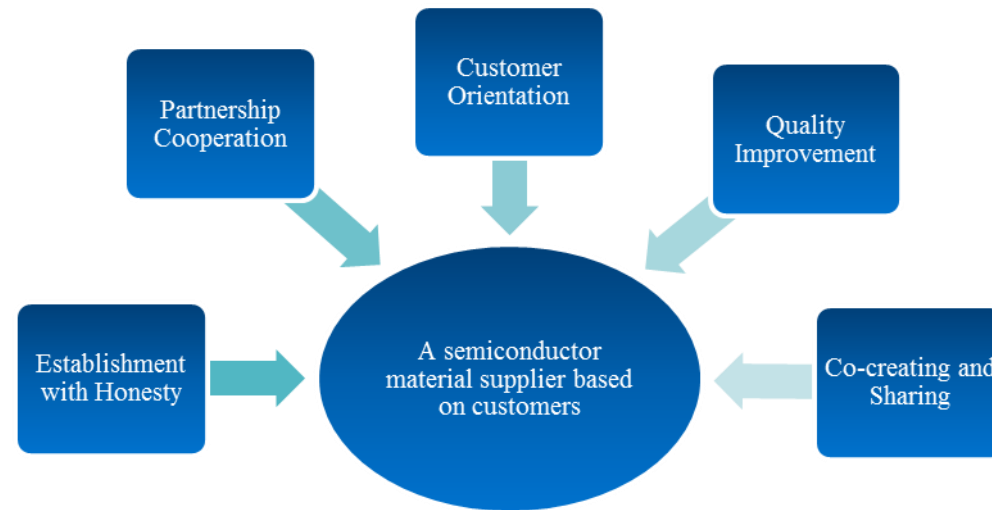 Customer
Orientation
Partnership
Cooperation
Quality
Improvement
Establishment
with Honesty
A semiconductor
material supplier based
on customers
Co-creating and
Sharing